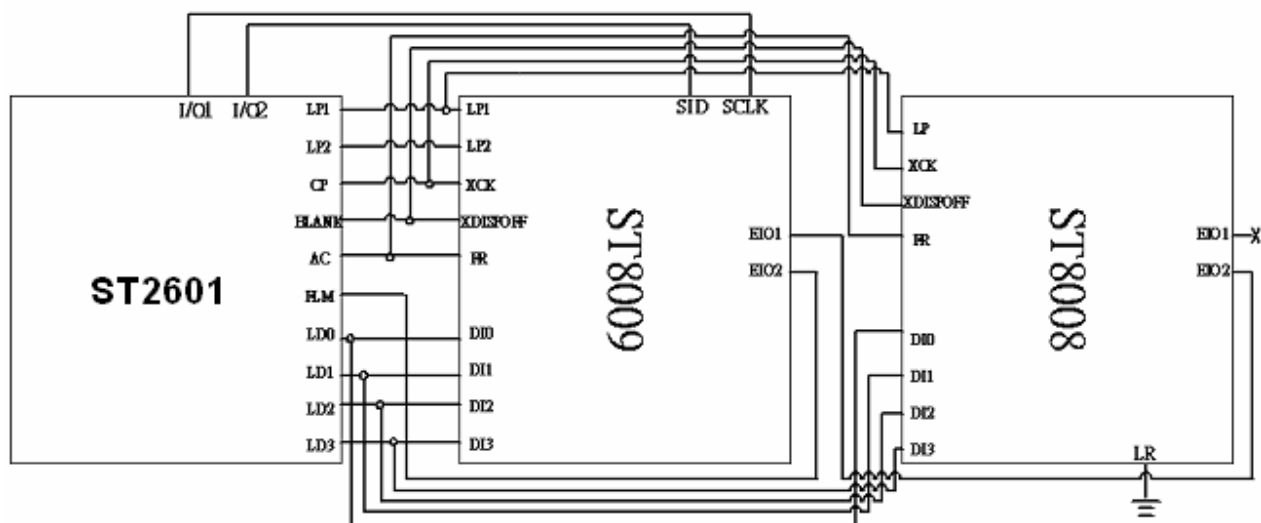 I/O1 I/O2
LP1
LP2
CP
BLANK
AC
FLM
LD0
LD1
LD2
LD3
ST2601
SID SCLK
LP1
LP2
XCK
XDISPOFF
FR
DI0
DI1
DI2
DI3
ST8009
EIO1
EIO2
LP
XCK
XDISPOFF
FR
DI0
DI1
DI2
DI3
ST8008
EIO1
X
EIO2
LR